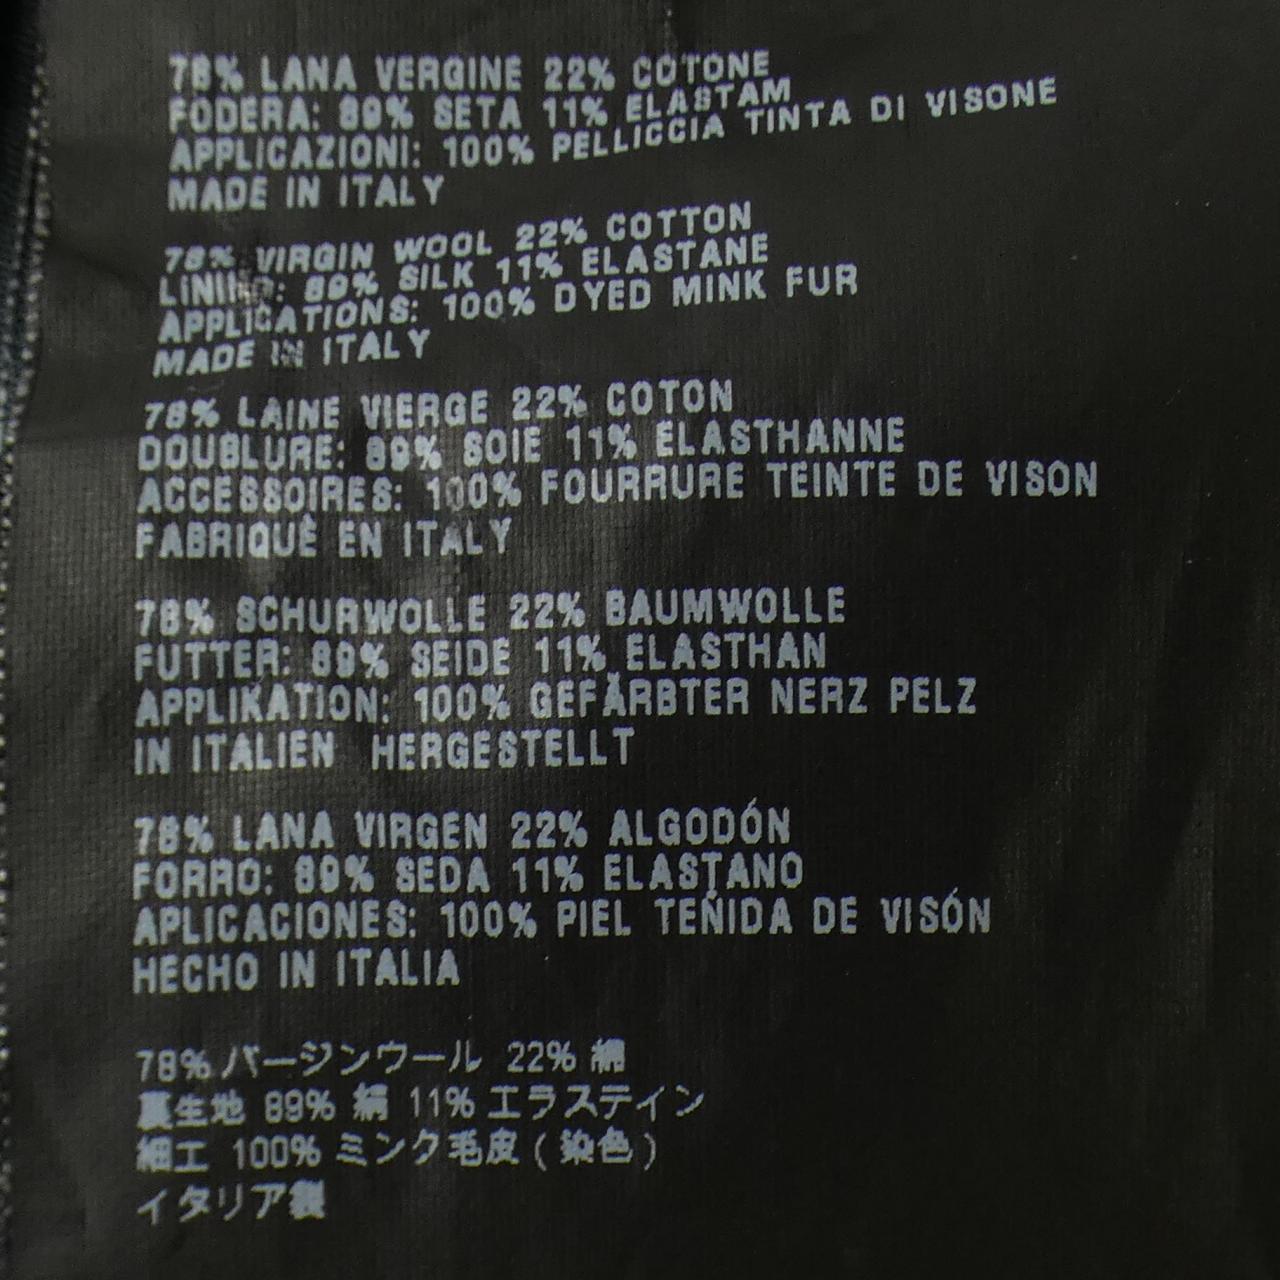 78% LANA VERGINE 22% COTONE
FODERA: 89% SETA 11% ELASTAM
APPLICAZIONI: 100% PELLICCIA TINTA DI VISONE
MADE IN ITALY
78% VIRGIN WOOL 22% COTTON
LINING: 89% SILK 11% ELASTANE
APPLICATIONS: 100% DYED MINK FUR
MADE IN ITALY
78% LAINE VIERGE 22% COTON
DOUBLURE: 89% SOIE 11% ELASTHANNE
ACCESSOIRES: 100% FOURRURE TEINTE DE VISON
FABRIQUÈ EN ITALY
78% SCHURWOLLE 22% BAUMWOLLE
FUTTER: 89% SEIDE 11% ELASTHAN
APPLIKATION: 100% GEFÄRBTER NERZ PELZ
IN ITALIEN HERGESTELLT
78% LANA VIRGEN 22% ALGODÓN
FORRO: 89% SEDA 11% ELASTANO
APLICACIONES: 100% PIEL TEÑIDA DE VISÓN
HECHO IN ITALIA
78% バージンウール 22% 綿
裏生地 89% 絹 11% エラステイン
細工 100% ミンク毛皮 ( 染色 )
イタリア製